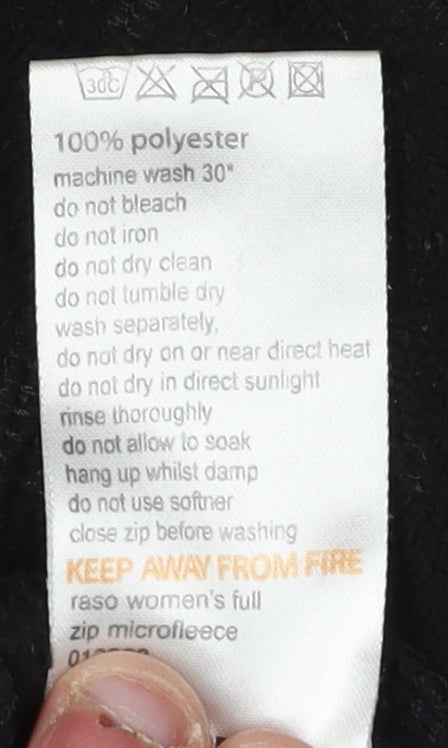 30C
100% polyester
machine wash 30°
do not bleach
do not iron
do not dry clean
do not tumble dry
wash separately.
do not dry on or near direct heat
do not dry in direct sunlight
rinse thoroughly
do not allow to soak
hang up whilst damp
do not use softner
close zip before washing
KEEP AWAY FROM FIRE
raso women's full
zip microfleece